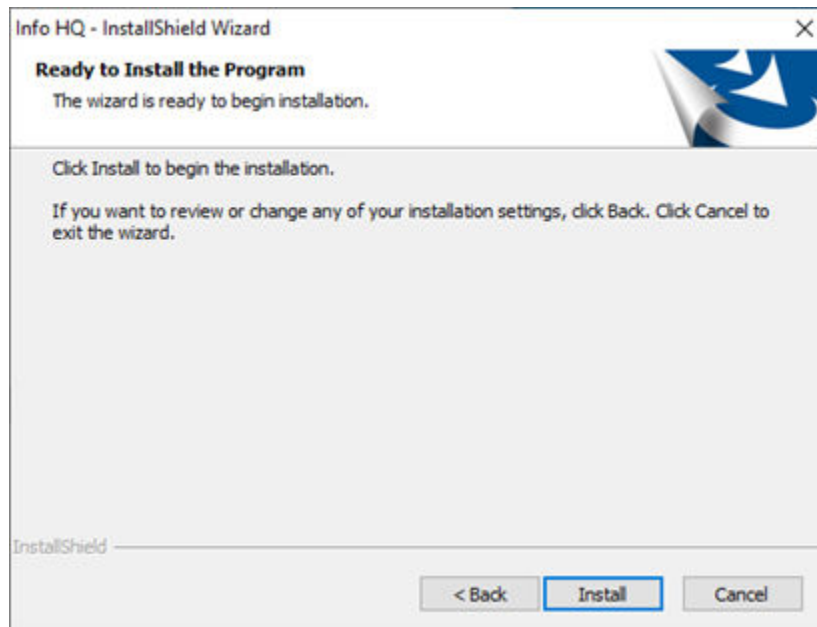 Info HQ - InstallShield Wizard
Ready to Install the Program
The wizard is ready to begin installation.
Click Install to begin the installation.
If you want to review or change any of your installation settings, click Back. Click Cancel to
exit the wizard.
InstallShield
< Back Install Cancel